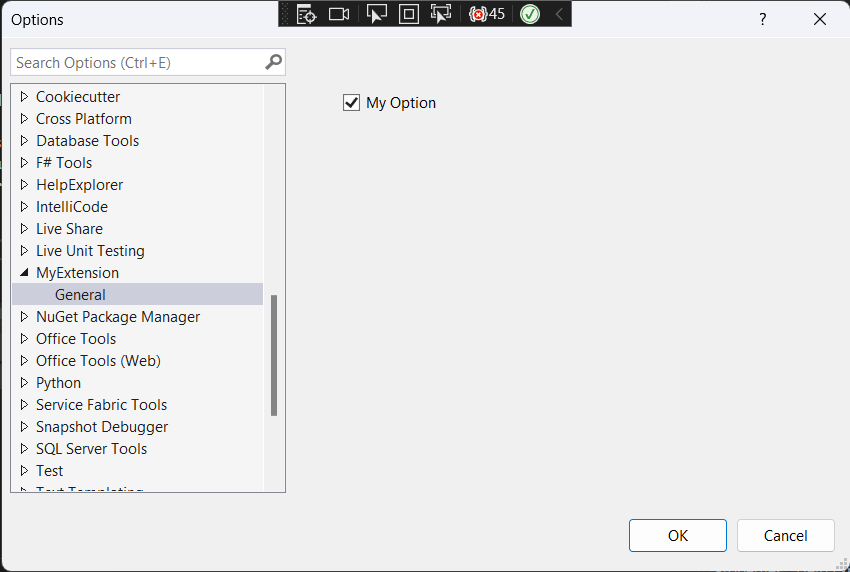 Options
45
?
Search Options (Ctrl+E)
Cookiecutter
Cross Platform
Database Tools
F# Tools
HelpExplorer
IntelliCode
Live Share
Live Unit Testing
MyExtension
General
NuGet Package Manager
Office Tools
Office Tools (Web)
Python
Service Fabric Tools
Snapshot Debugger
SQL Server Tools
Test
Text Templating
My Option
OK
Cancel